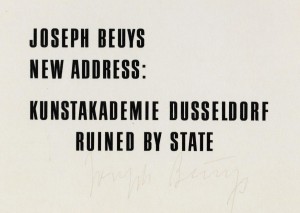 JOSEPH BEUYS
NEW ADDRESS:
KUNSTAKADEMIE DUSSELDORF
RUINED BY STATE
Joseph Beuys